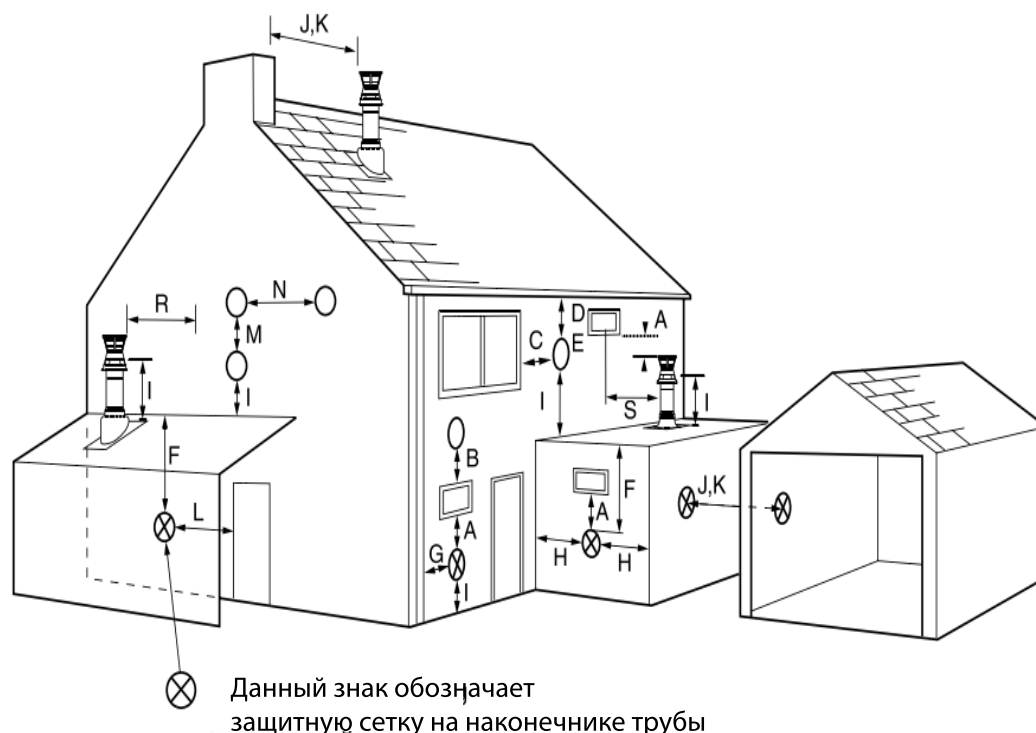 J,K
R
N
M
I
I
F
L
D
A
C
E
I
S
I
B
A
G
I
F
A
H
H
J,K
Данный знак обозначает
защитную сетку на наконечнике трубы